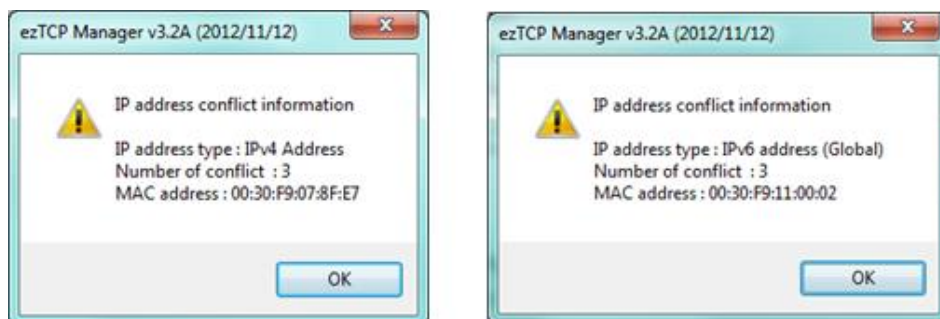 ezTCP Manager v3.2A (2012/11/12)
IP address conflict information
IP address type : IPv4 Address
Number of conflict : 3
MAC address : 00:30:F9:07:8F:E7
OK
ezTCP Manager v3.2A (2012/11/12)
IP address conflict information
IP address type : IPv6 address (Global)
Number of conflict : 3
MAC address : 00:30:F9:11:00:02
OK